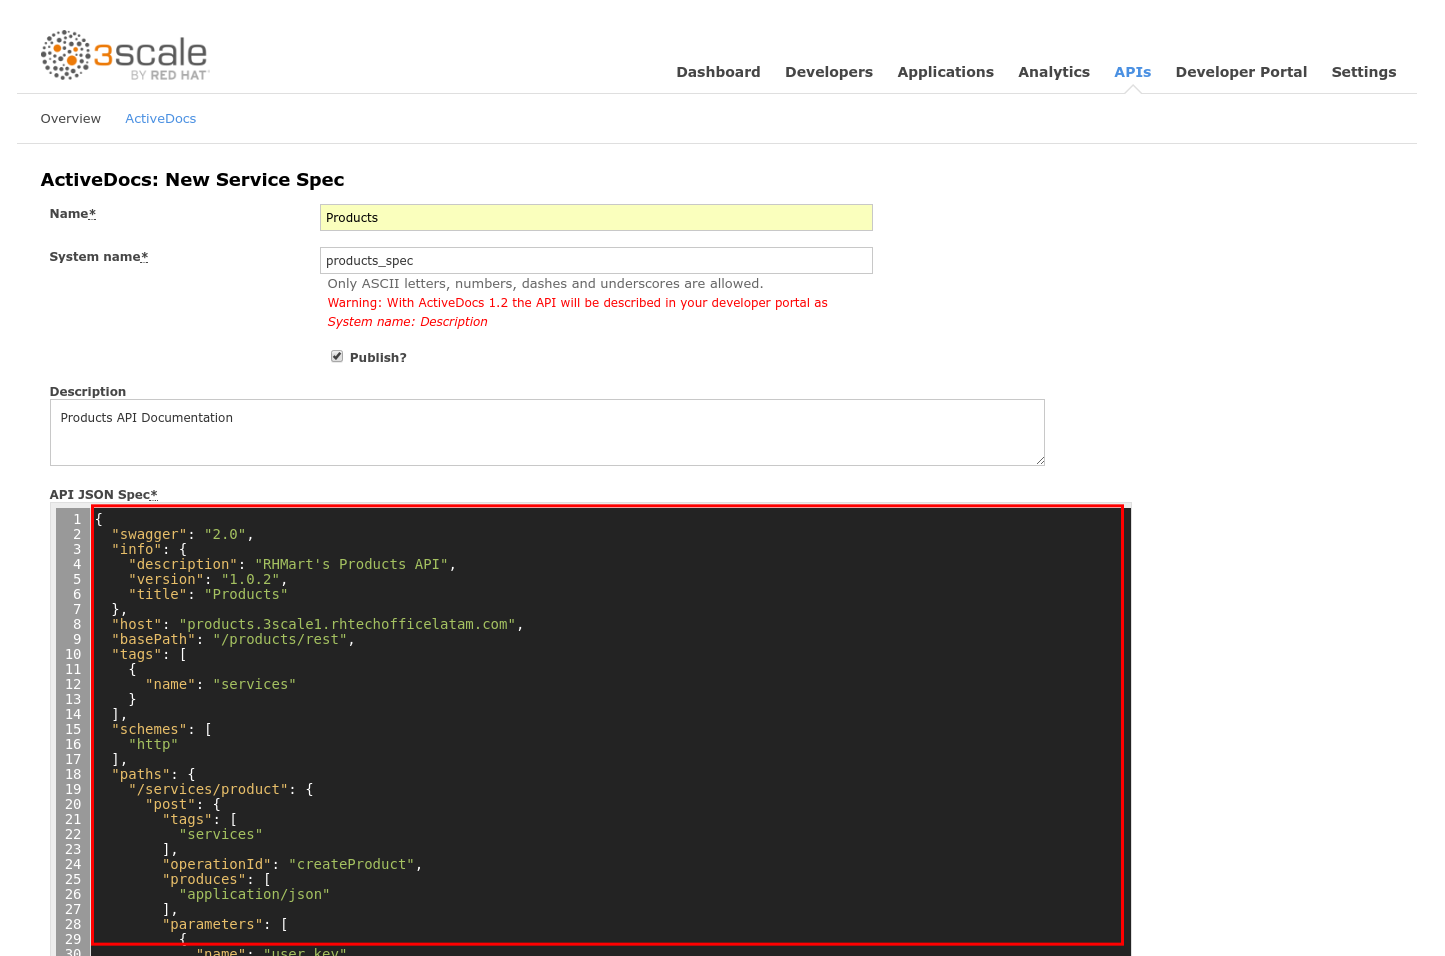 3scale
BY RED HAT
Dashboard Developers Applications Analytics APIs Developer Portal Settings
Overview ActiveDocs
ActiveDocs: New Service Spec
Name* Products
System name* products_spec
Only ASCII letters, numbers, dashes and underscores are allowed.
Warning: With ActiveDocs 1.2 the API will be described in your developer portal as
System name: Description
Publish?
Description
Products API Documentation
API JSON Spec*
1 {
2   "swagger": "2.0",
3   "info": {
4     "description": "RHMart's Products API",
5     "version": "1.0.2",
6     "title": "Products"
7   },
8   "host": "products.3scale1.rhtechofficelatam.com",
9   "basePath": "/products/rest",
10   "tags": [
11     {
12       "name": "services"
13     }
14   ],
15   "schemes": [
16     "http"
17   ],
18   "paths": {
19     "/services/product": {
20       "post": {
21         "tags": [
22           "services"
23         ],
24         "operationId": "createProduct",
25         "produces": [
26           "application/json"
27         ],
28         "parameters": [
29           {
30             "name": "user_key"